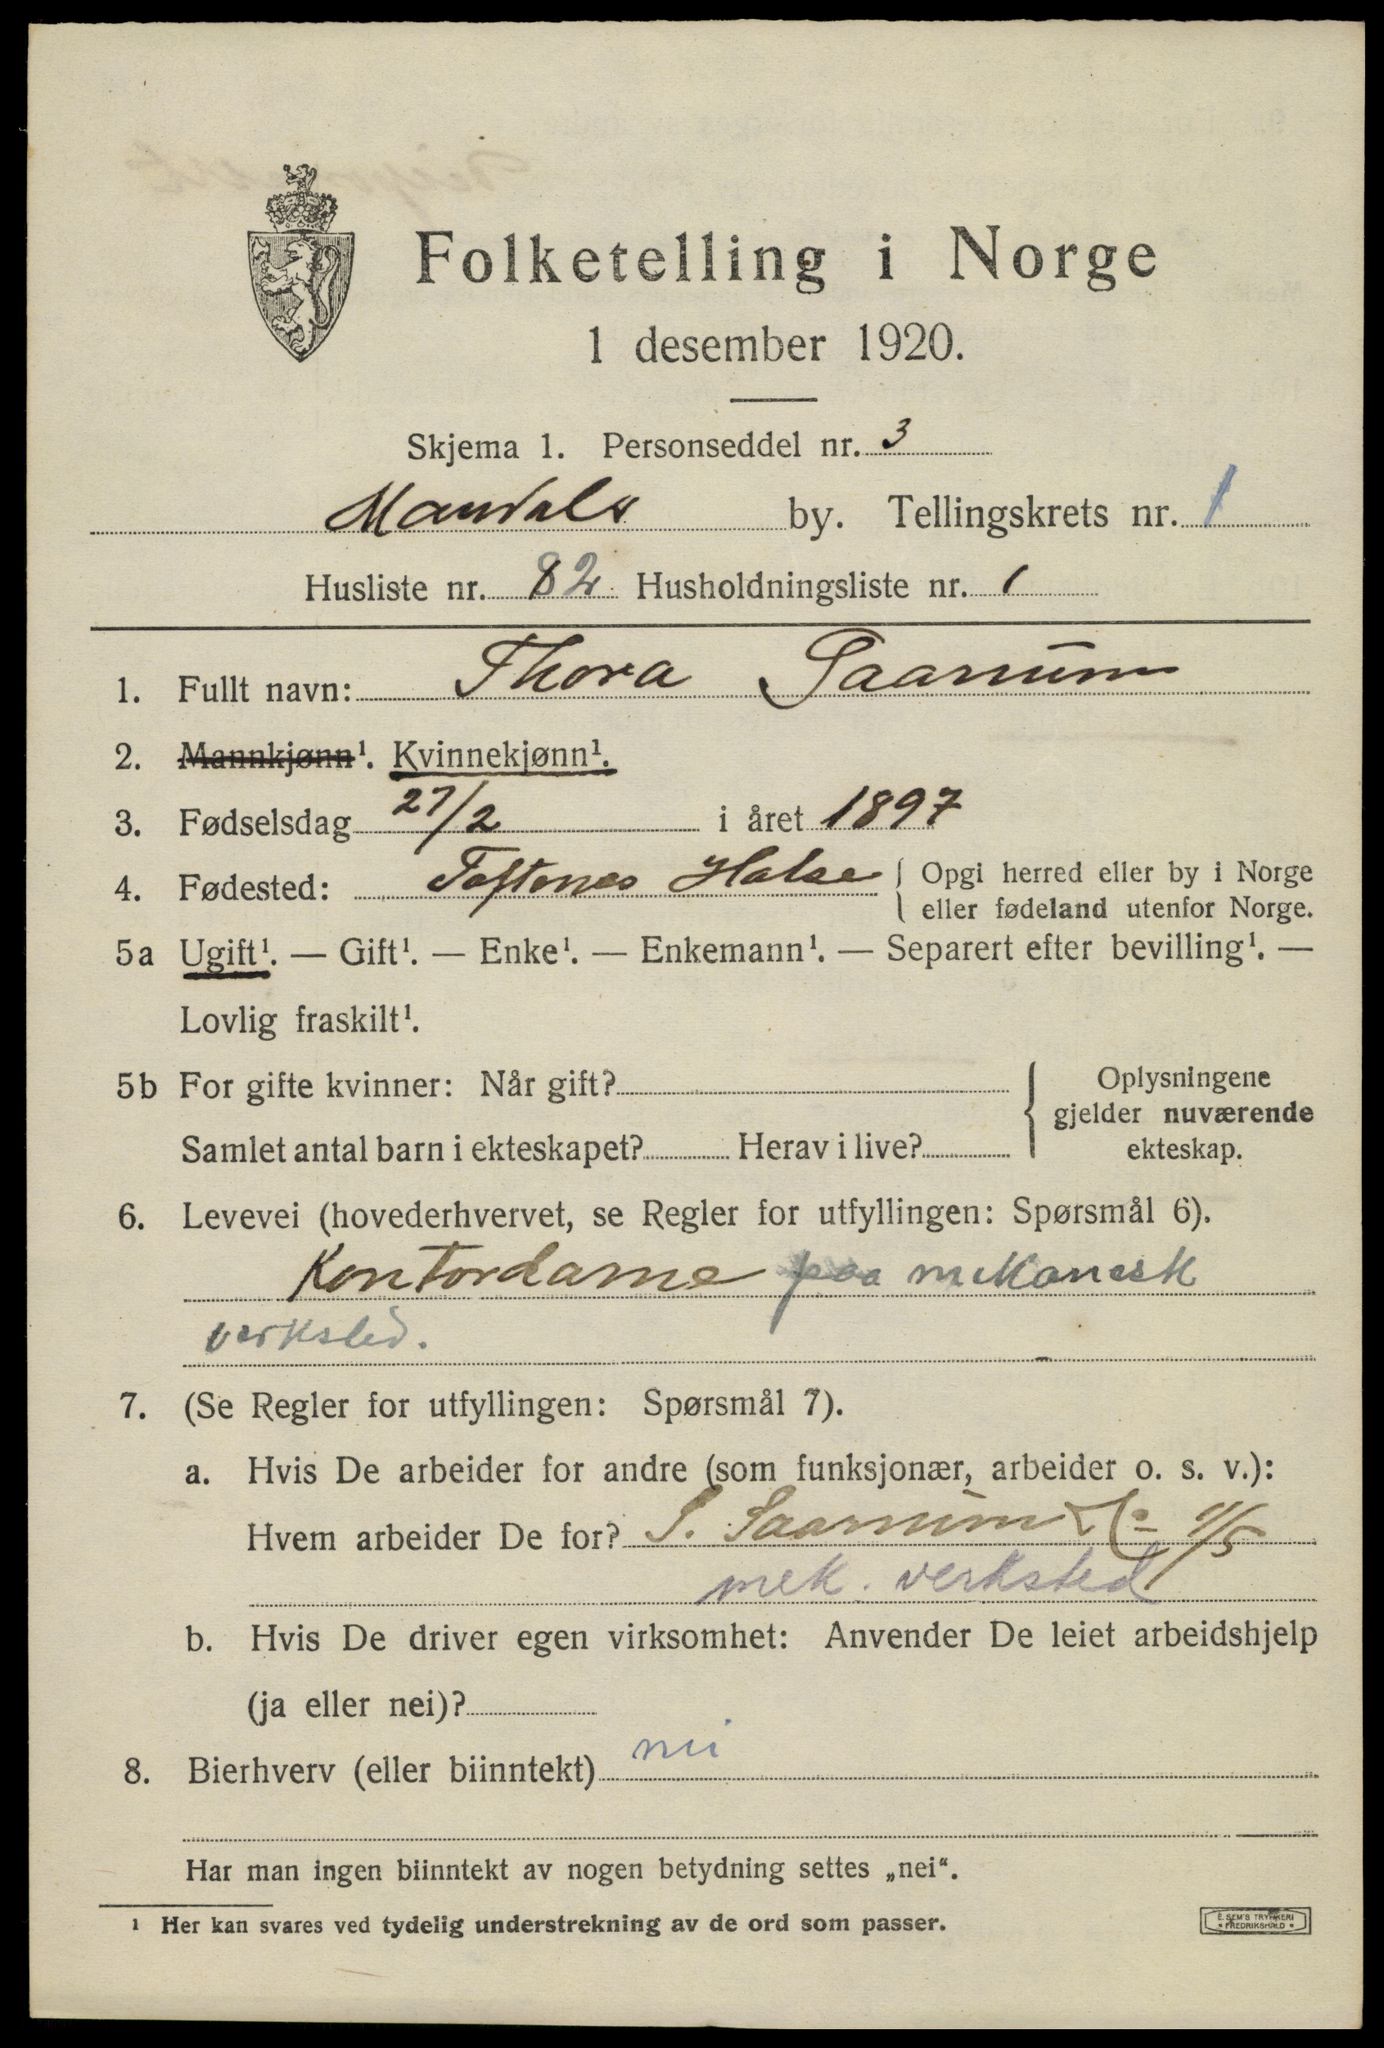 Folketelling i Norge
1 desember 1920.
Skjema 1. Personseddel nr. 3
Mandals by. Tellingskrets nr. 1
Husliste nr. 82 Husholdningsliste nr. 1
1. Fullt navn: Thora Saanum
2. Mannkjønn¹. Kvinnekjønn¹.
3. Fødselsdag 27/2 i året 1897
4. Fødested: Toftenes Halse { Opgi herred eller by i Norge
eller fødeland utenfor Norge.
5a Ugift¹. — Gift¹. — Enke¹. — Enkemann¹. — Separert efter bevilling¹. —
Lovlig fraskilt¹.
5b For gifte kvinner: Når gift? { Oplysningene
gjelder nuværende
Samlet antal barn i ekteskapet? Herav i live? ekteskap.
6. Levevei (hovederhvervet, se Regler for utfyllingen: Spørsmål 6).
Kontordame paa mekanisk
verksted.
7. (Se Regler for utfyllingen: Spørsmål 7).
a. Hvis De arbeider for andre (som funksjonær, arbeider o. s. v.):
Hvem arbeider De for? S. Saanum & Co A/S
mek. verksted
b. Hvis De driver egen virksomhet: Anvender De leiet arbeidshjelp
(ja eller nei)?
8. Bierhverv (eller biinntekt) nei
Har man ingen biinntekt av nogen betydning settes „nei“.
¹ Her kan svares ved tydelig understrekning av de ord som passer.
E. SEM'S TRYKKERI
• FREDRIKSHALD •